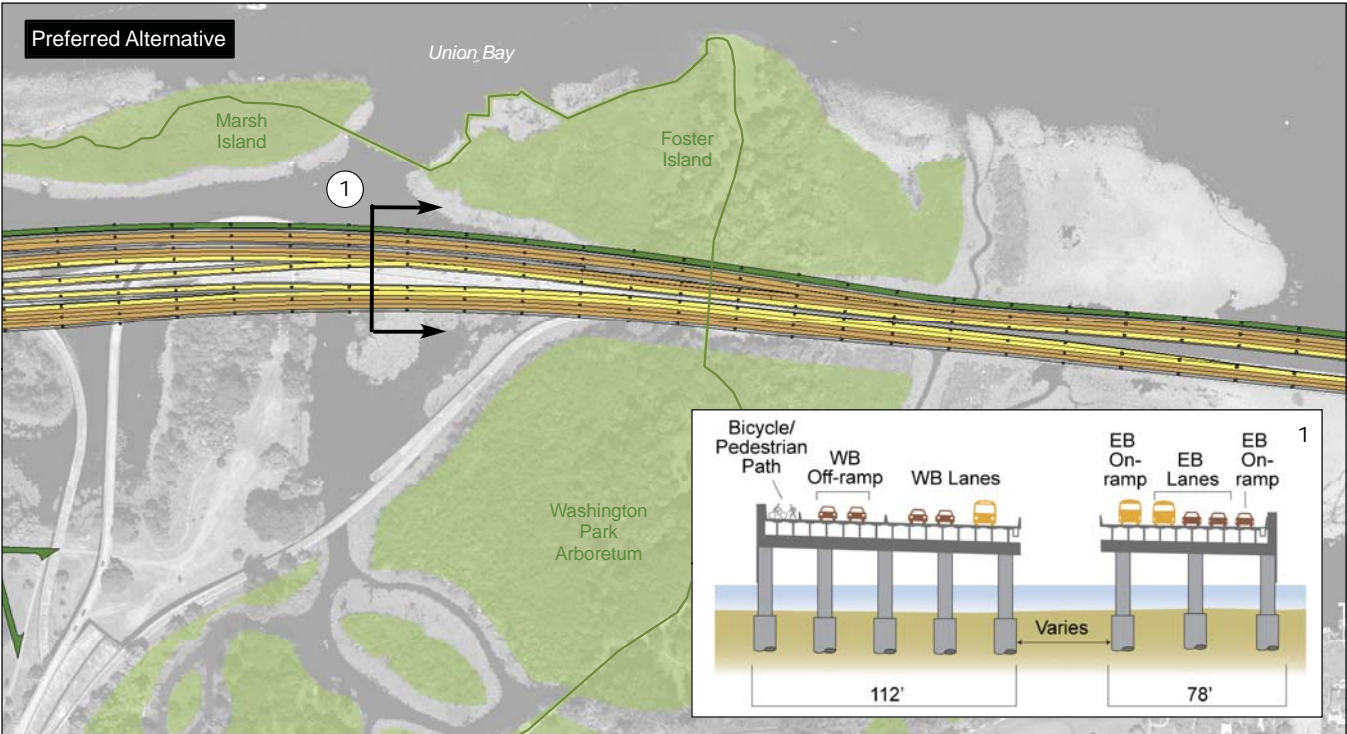 Preferred Alternative
Union Bay
Marsh
Island
Foster
Island
1
Washington
Park
Arboretum
1
Bicycle/
Pedestrian
Path
WB
Off-ramp
WB Lanes
EB
On-
ramp
EB
Lanes
EB
On-
ramp
Varies
112'
78'